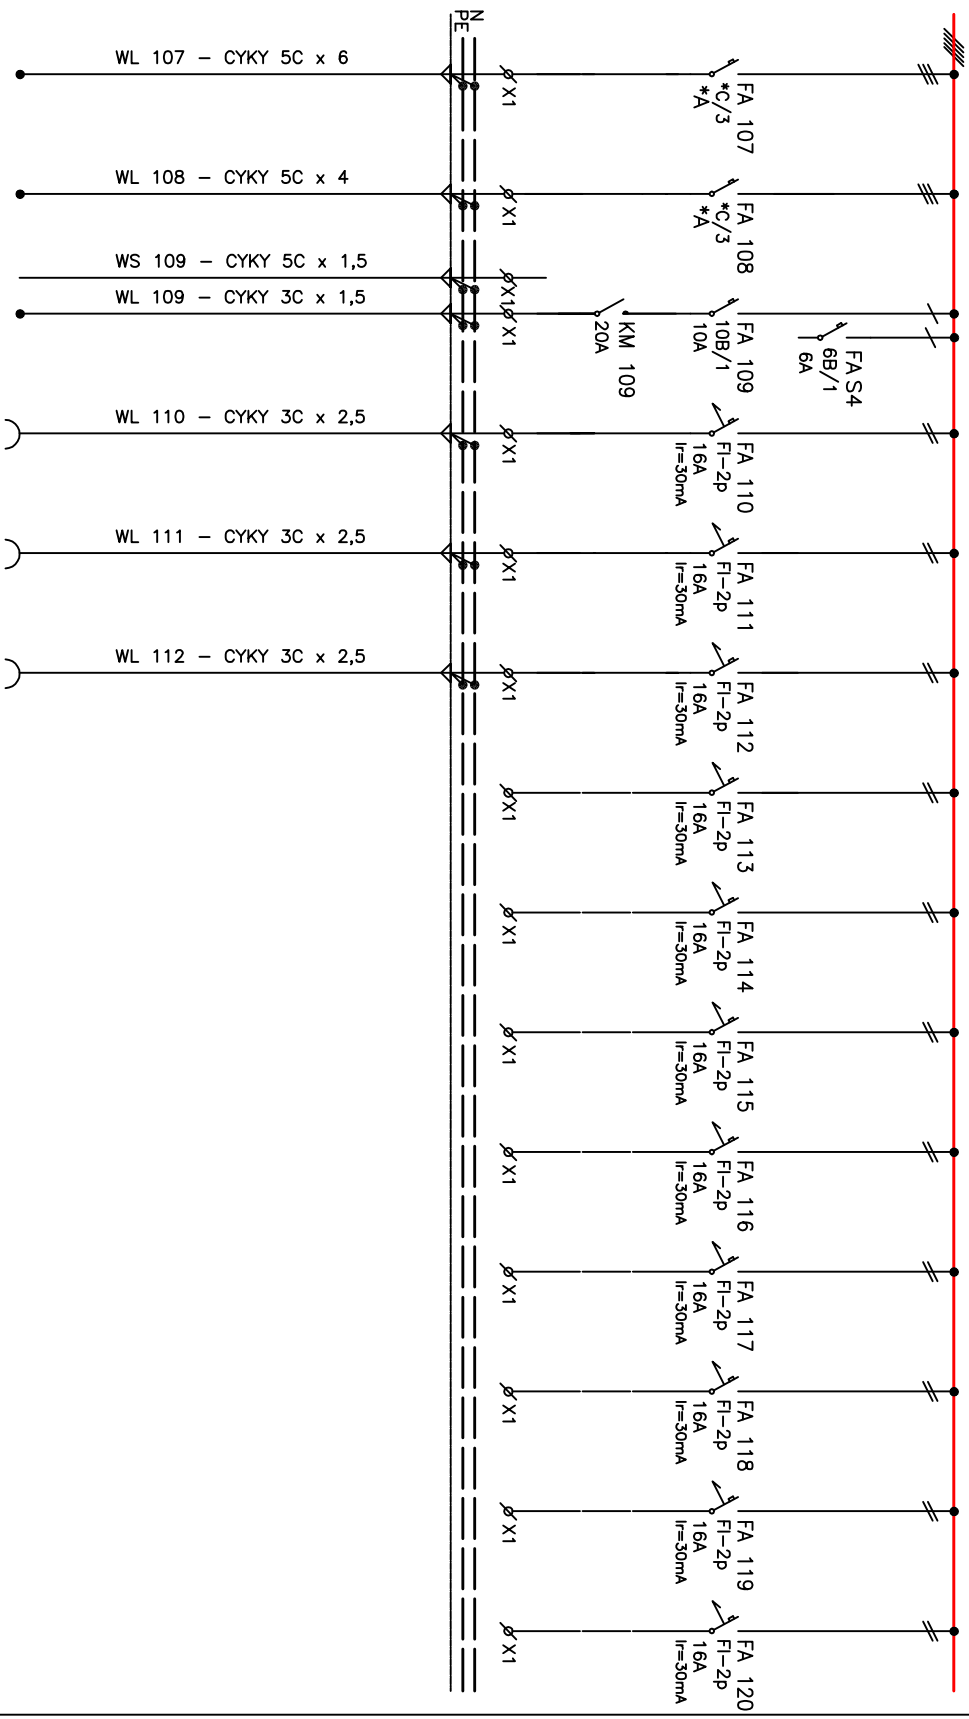 N
PE
WL 107 – CYKY 5C x 6
X1
FA 107
*C/3
*A
WL 108 – CYKY 5C x 4
X1
FA 108
*C/3
*A
WS 109 – CYKY 5C x 1,5
X1
WL 109 – CYKY 3C x 1,5
X1
KM 109
20A
FA 109
10B/1
10A
FA S4
6B/1
6A
WL 110 – CYKY 3C x 2,5
X1
FA 110
FI–2p
16A
Ir=30mA
WL 111 – CYKY 3C x 2,5
X1
FA 111
FI–2p
16A
Ir=30mA
WL 112 – CYKY 3C x 2,5
X1
FA 112
FI–2p
16A
Ir=30mA
X1
FA 113
FI–2p
16A
Ir=30mA
X1
FA 114
FI–2p
16A
Ir=30mA
X1
FA 115
FI–2p
16A
Ir=30mA
X1
FA 116
FI–2p
16A
Ir=30mA
X1
FA 117
FI–2p
16A
Ir=30mA
X1
FA 118
FI–2p
16A
Ir=30mA
X1
FA 119
FI–2p
16A
Ir=30mA
X1
FA 120
FI–2p
16A
Ir=30mA